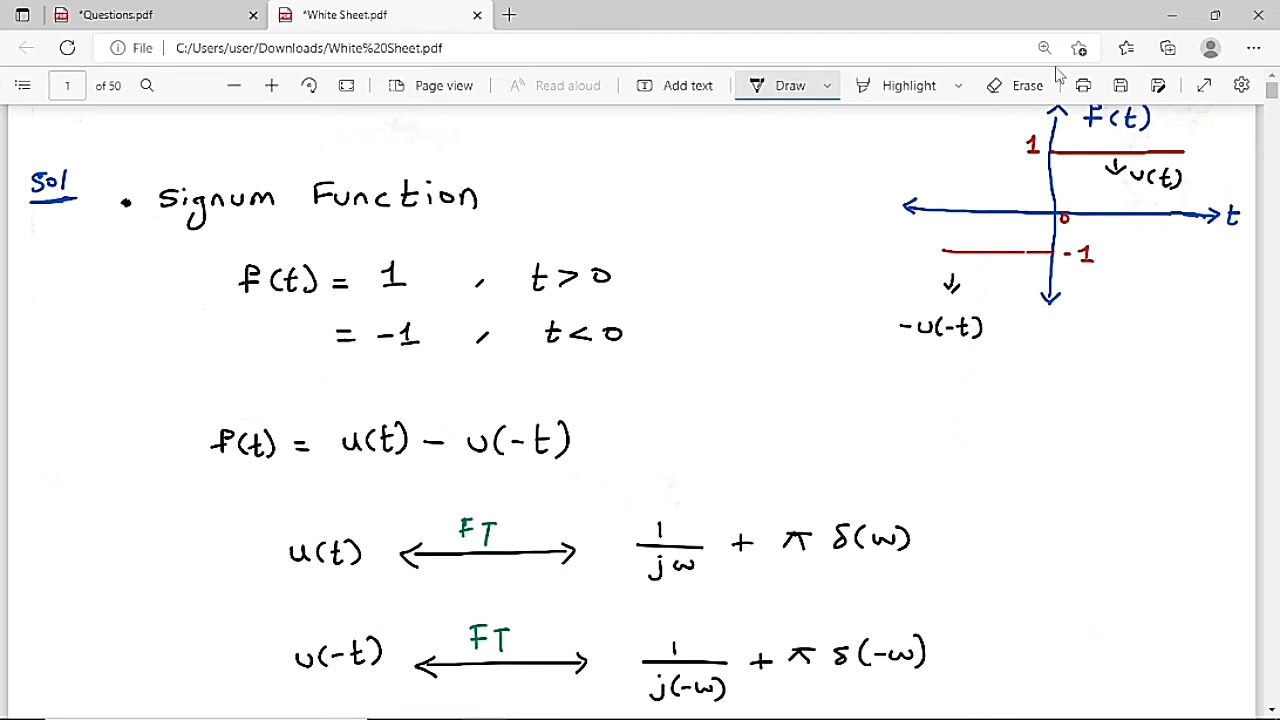 *Questions.pdf
*White Sheet.pdf
File C:/Users/user/Downloads/White%20Sheet.pdf
1 of 50 Page view Read aloud Add text Draw Highlight Erase
f(t)
1
u(t)
t
0
-1
-u(-t)
Sol
• Signum Function
f(t) = 1 , t > 0
= -1 , t < 0
f(t) = u(t) - u(-t)
u(t) ⟷ FT 1/jω + π δ(ω)
u(-t) ⟷ FT 1/j(-ω) + π δ(-ω)